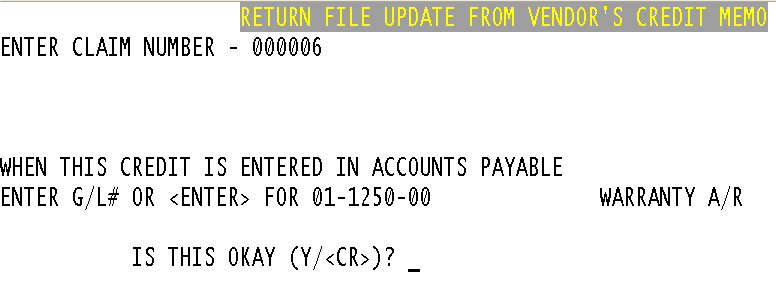 RETURN FILE UPDATE FROM VENDOR'S CREDIT MEMO
ENTER CLAIM NUMBER - 000006
WHEN THIS CREDIT IS ENTERED IN ACCOUNTS PAYABLE
ENTER G/L# OR <ENTER> FOR 01-1250-00 WARRANTY A/R
IS THIS OKAY (Y/<CR>)? _